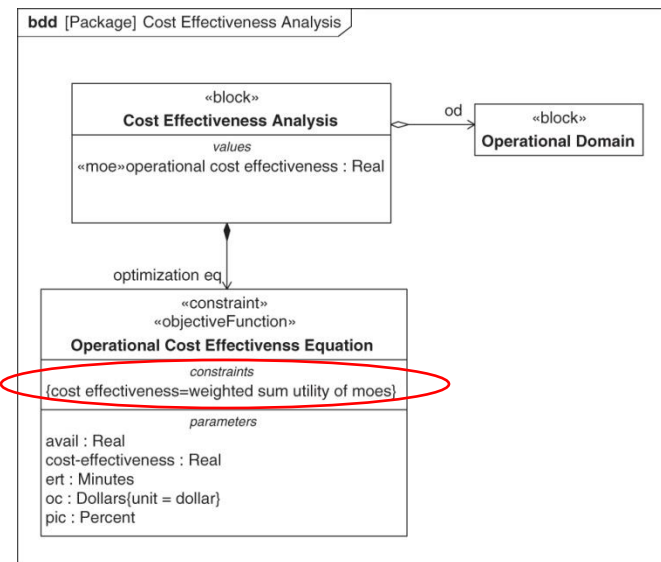 bdd [Package] Cost Effectiveness Analysis
«block»
Cost Effectiveness Analysis
values
«moe»operational cost effectiveness : Real
od
«block»
Operational Domain
optimization eq
«constraint»
«objectiveFunction»
Operational Cost Effectivenss Equation
constraints
{cost effectiveness=weighted sum utility of moes}
parameters
avail : Real
cost-effectiveness : Real
ert : Minutes
oc : Dollars{unit = dollar}
pic : Percent